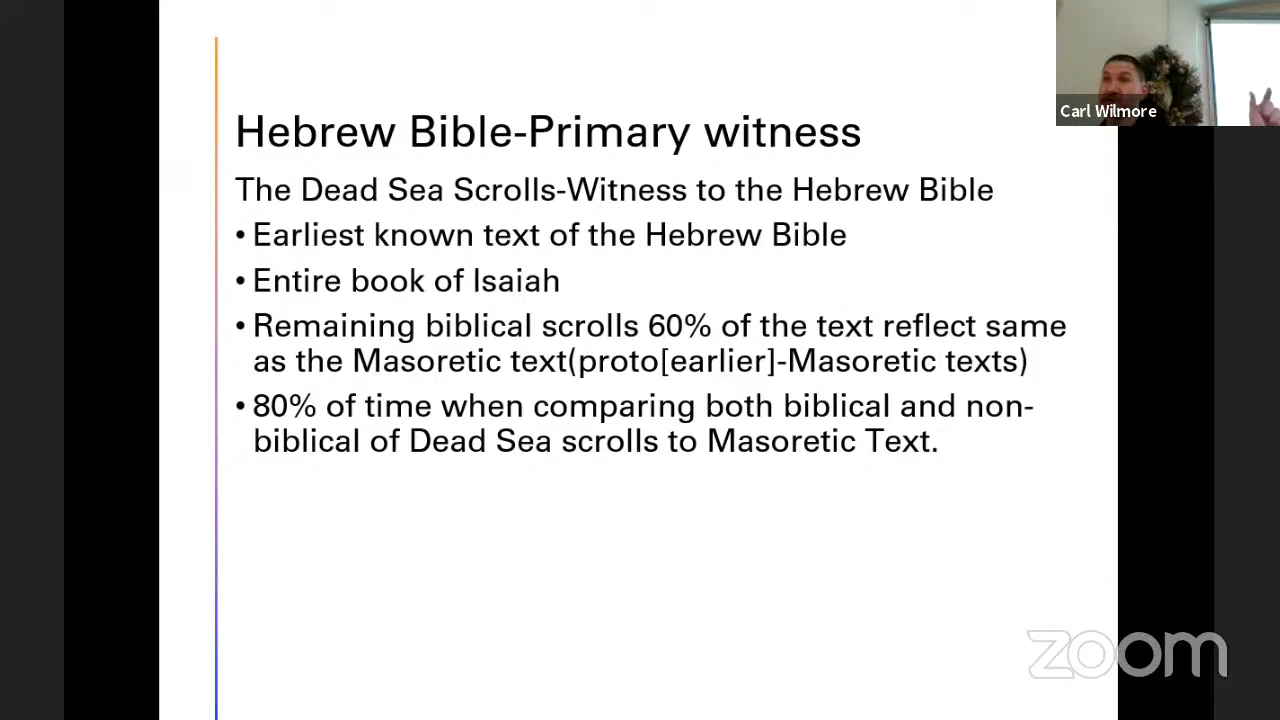 Hebrew Bible-Primary witness
The Dead Sea Scrolls-Witness to the Hebrew Bible
• Earliest known text of the Hebrew Bible
• Entire book of Isaiah
• Remaining biblical scrolls 60% of the text reflect same
as the Masoretic text(proto[earlier]-Masoretic texts)
• 80% of time when comparing both biblical and non-
biblical of Dead Sea scrolls to Masoretic Text.
Carl Wilmore
zoom